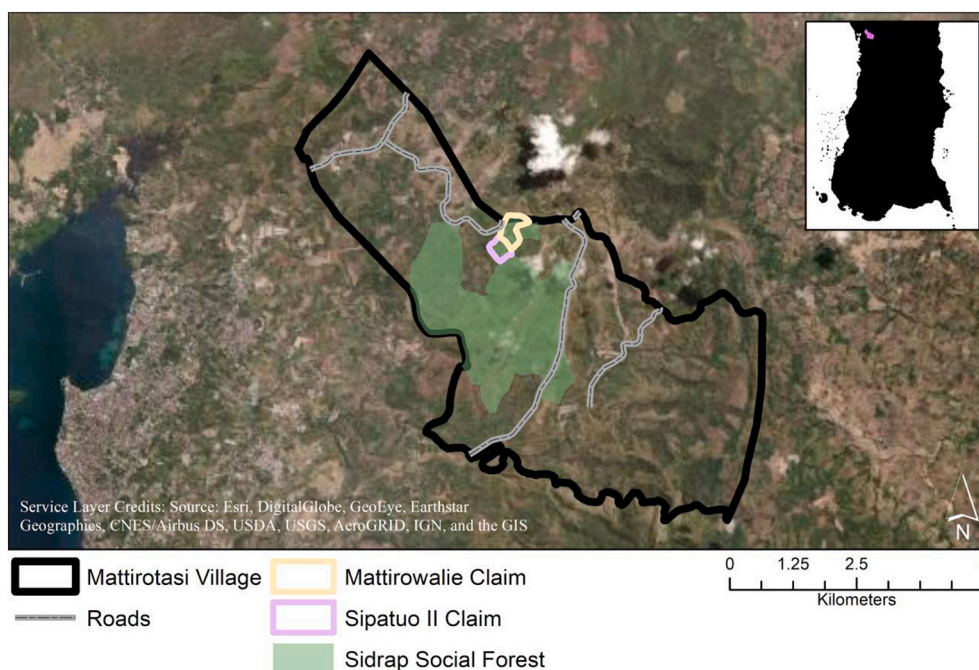 Service Layer Credits: Source: Esri, DigitalGlobe, GeoEye, Earthstar
Geographies, CNES/Airbus DS, USDA, USGS, AeroGRID, IGN, and the GIS
N
Mattirotasi Village
Mattirowalie Claim
Roads
Sipatuo II Claim
Sidrap Social Forest
0 1.25 2.5
Kilometers